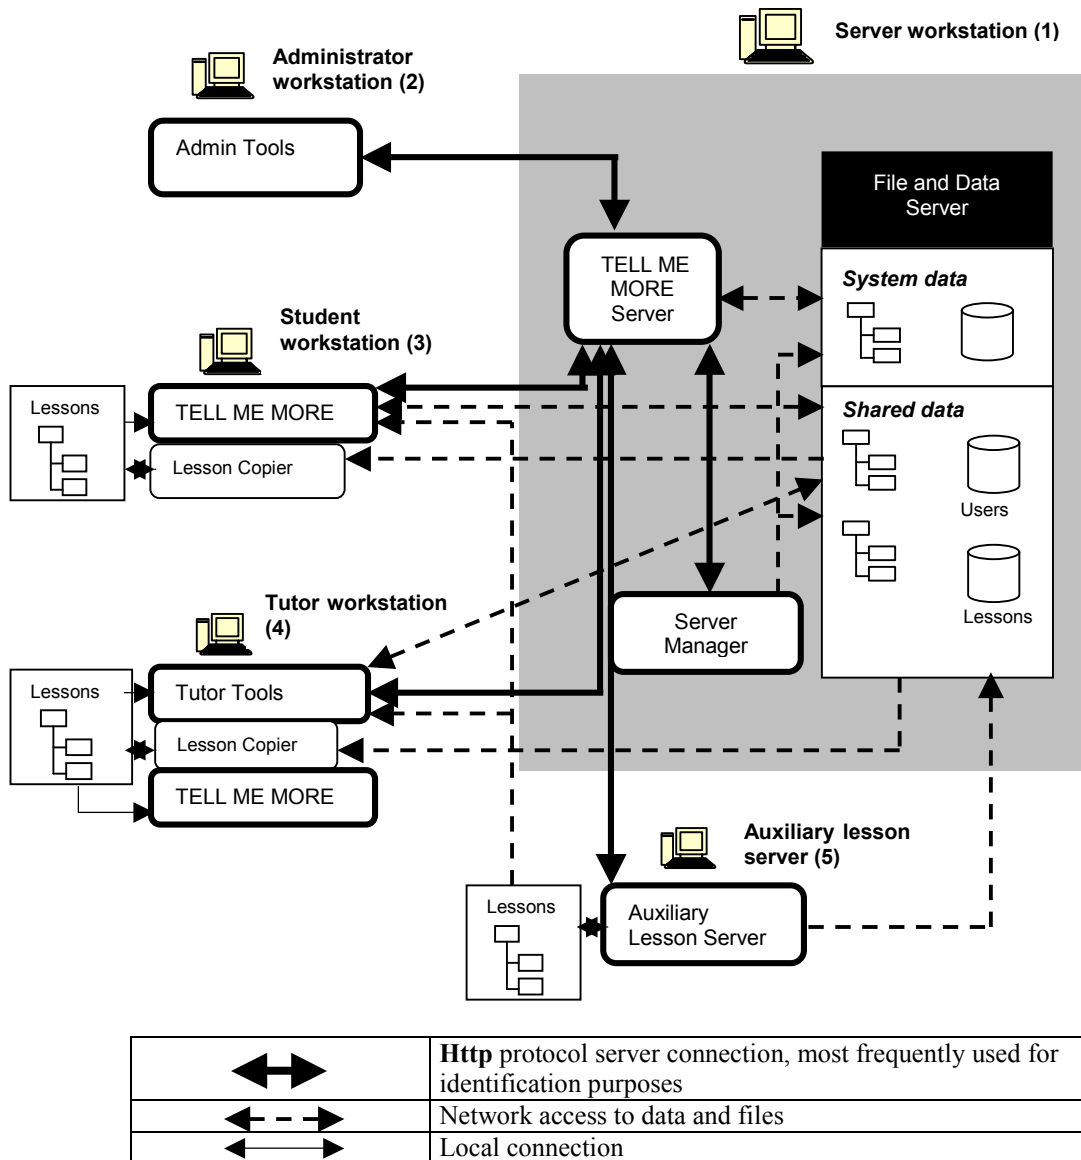 Server workstation (1)
Administrator
workstation (2)
Admin Tools
File and Data
Server
TELL ME
MORE
Server
System data
Student
workstation (3)
Lessons
TELL ME MORE
Lesson Copier
Shared data
Users
Lessons
Tutor workstation
(4)
Server
Manager
Lessons
Tutor Tools
Lesson Copier
TELL ME MORE
Auxiliary lesson
server (5)
Lessons
Auxiliary
Lesson Server
Http protocol server connection, most frequently used for
identification purposes
Network access to data and files
Local connection